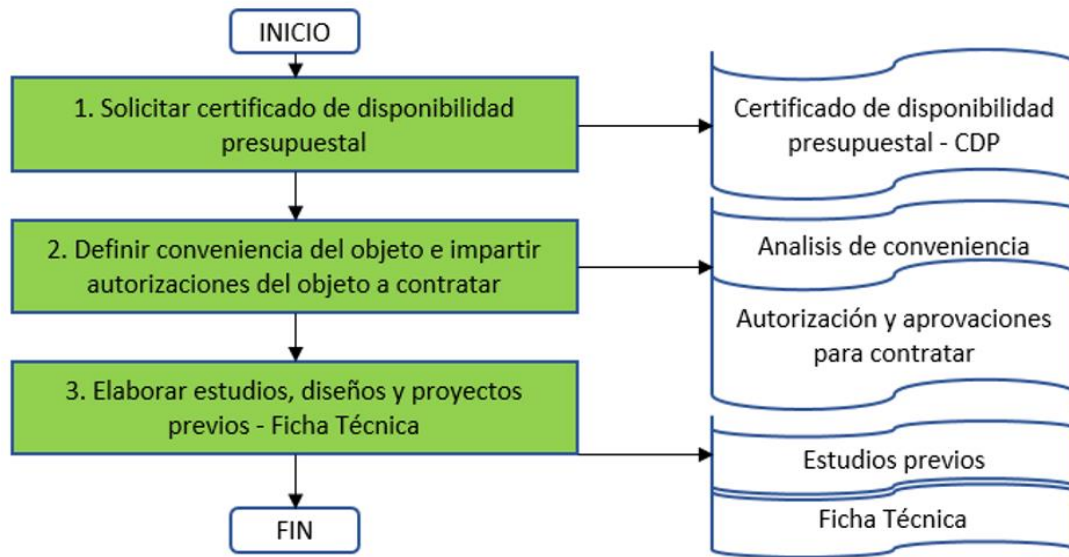 INICIO
1. Solicitar certificado de disponibilidad
presupuestal
Certificado de disponibilidad
presupuestal - CDP
2. Definir conveniencia del objeto e impartir
autorizaciones del objeto a contratar
Analisis de conveniencia
Autorización y aprovaciones
para contratar
3. Elaborar estudios, diseños y proyectos
previos - Ficha Técnica
Estudios previos
Ficha Técnica
FIN